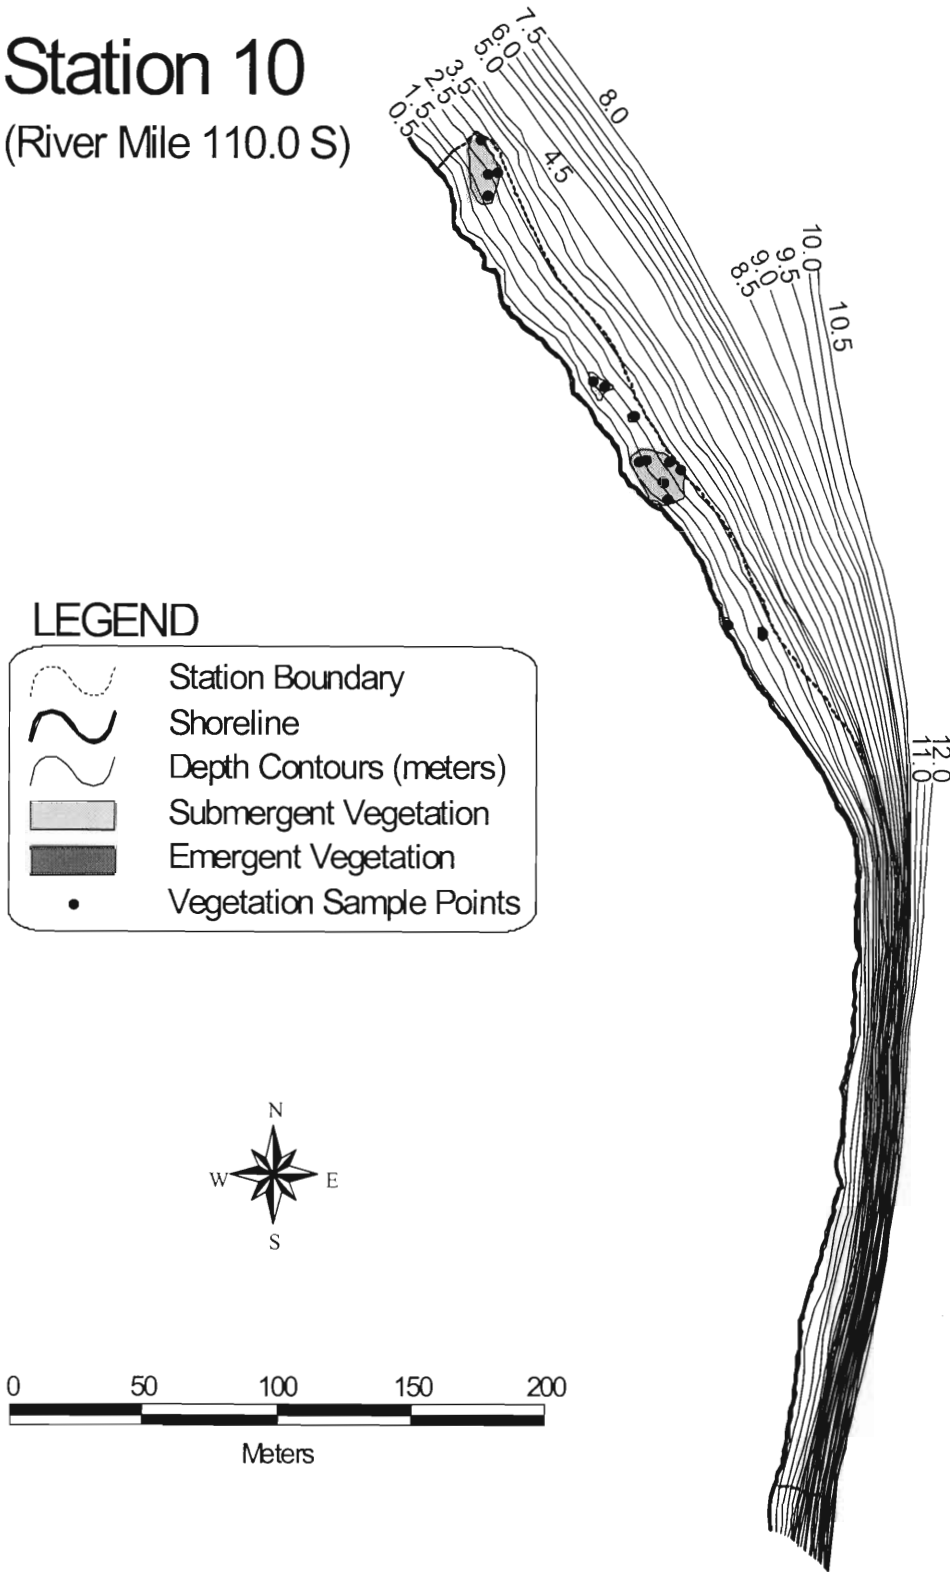 Station 10
(River Mile 110.0 S)
0.5
1.5
2.5
3.5
5.0
6.0
7.5
8.0
4.5
8.5
9.0
9.5
10.0
10.5
11.0
12.0
LEGEND
Station Boundary
Shoreline
Depth Contours (meters)
Submergent Vegetation
Emergent Vegetation
Vegetation Sample Points
N
W E
S
0 50 100 150 200
Meters